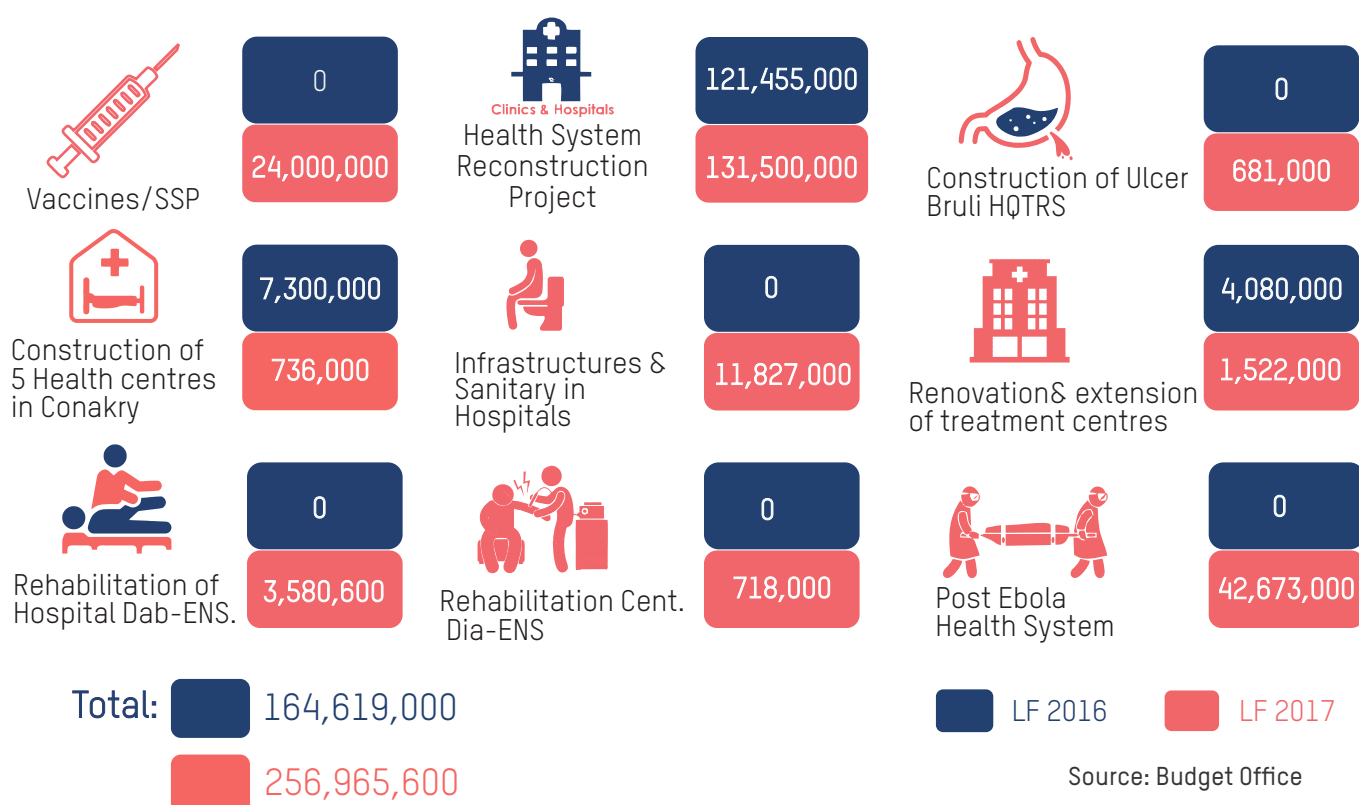 0
24,000,000
Vaccines/SSP
Clinics & Hospitals
Health System
Reconstruction
Project
121,455,000
131,500,000
Construction of Ulcer
Bruli HQTRS
0
681,000
Construction of
5 Health centres
in Conakry
7,300,000
736,000
Infrastructures &
Sanitary in
Hospitals
0
11,827,000
Renovation& extension
of treatment centres
4,080,000
1,522,000
Rehabilitation of
Hospital Dab-ENS.
0
3,580,600
Rehabilitation Cent.
Dia-ENS
0
718,000
Post Ebola
Health System
0
42,673,000
Total: 164,619,000
256,965,600
LF 2016 LF 2017
Source: Budget Office